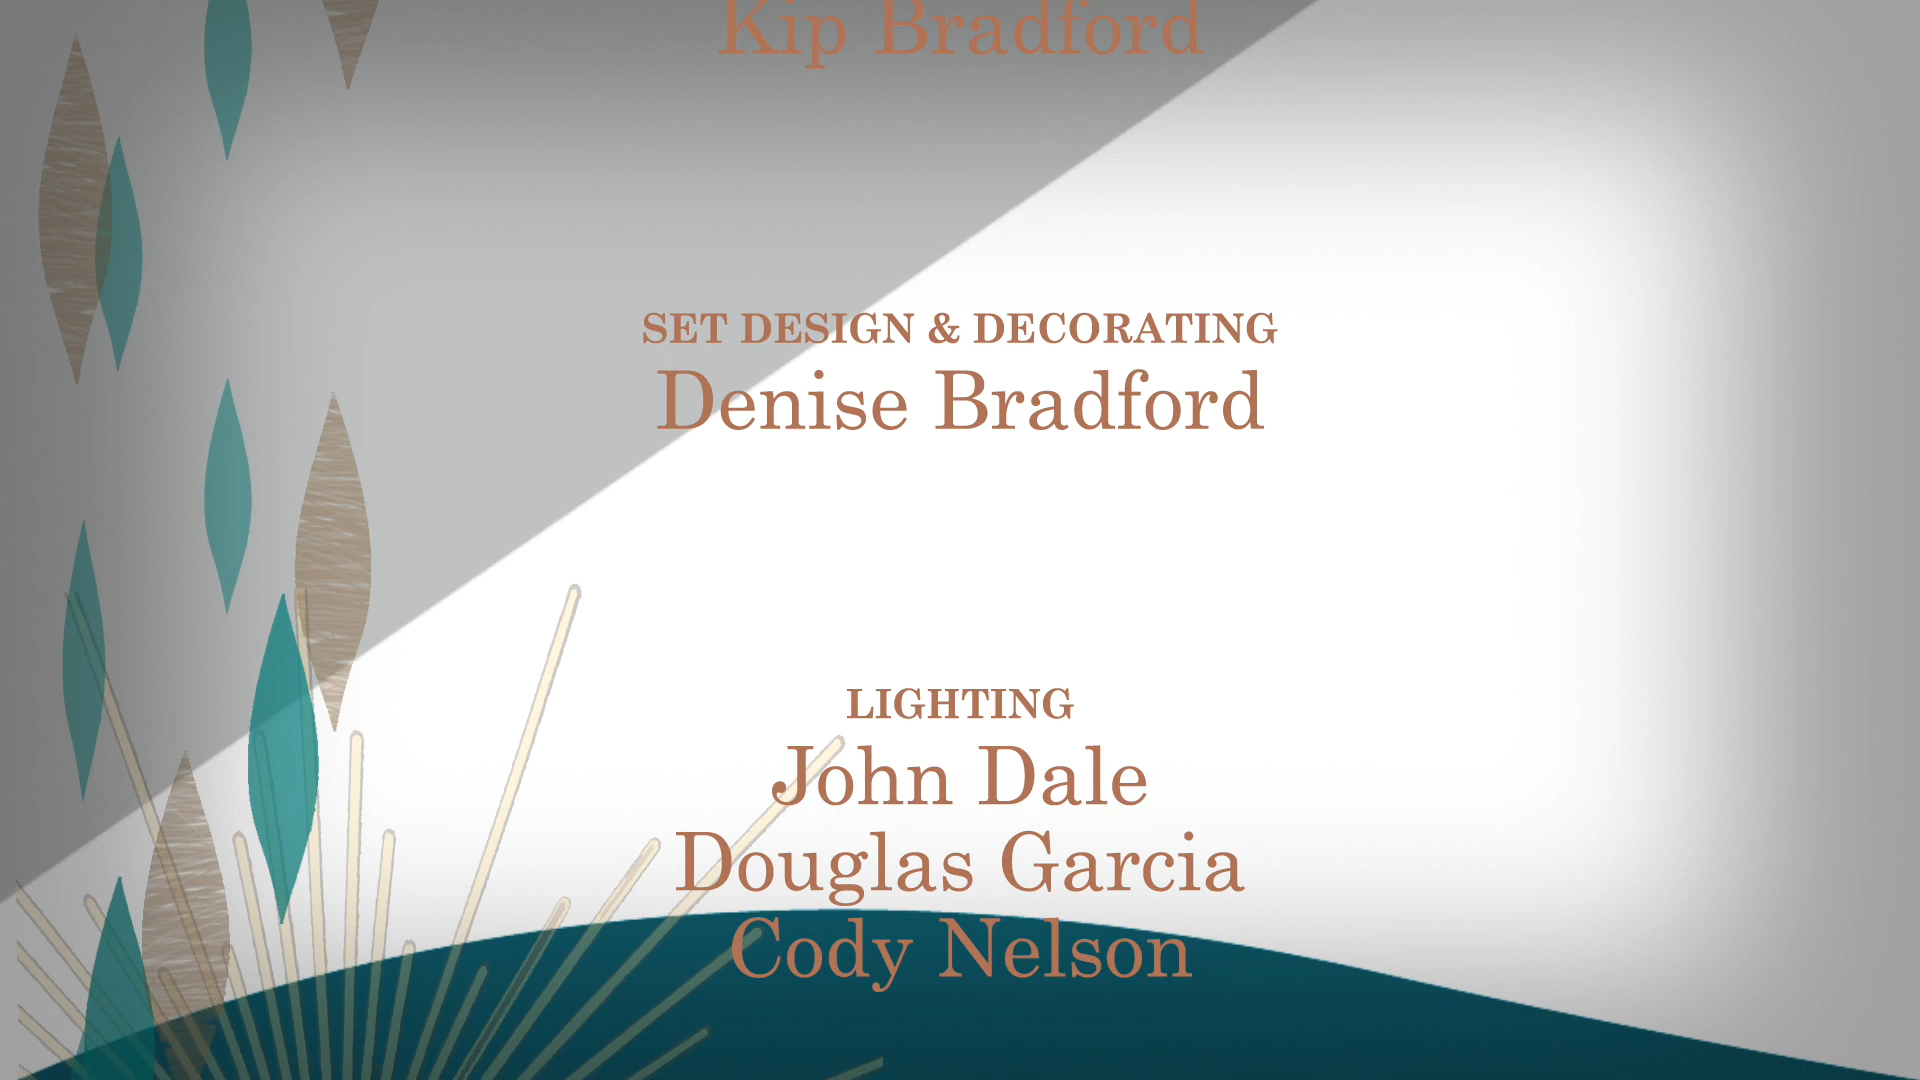 Kip Bradford
SET DESIGN & DECORATING
Denise Bradford
LIGHTING
John Dale
Douglas Garcia
Cody Nelson